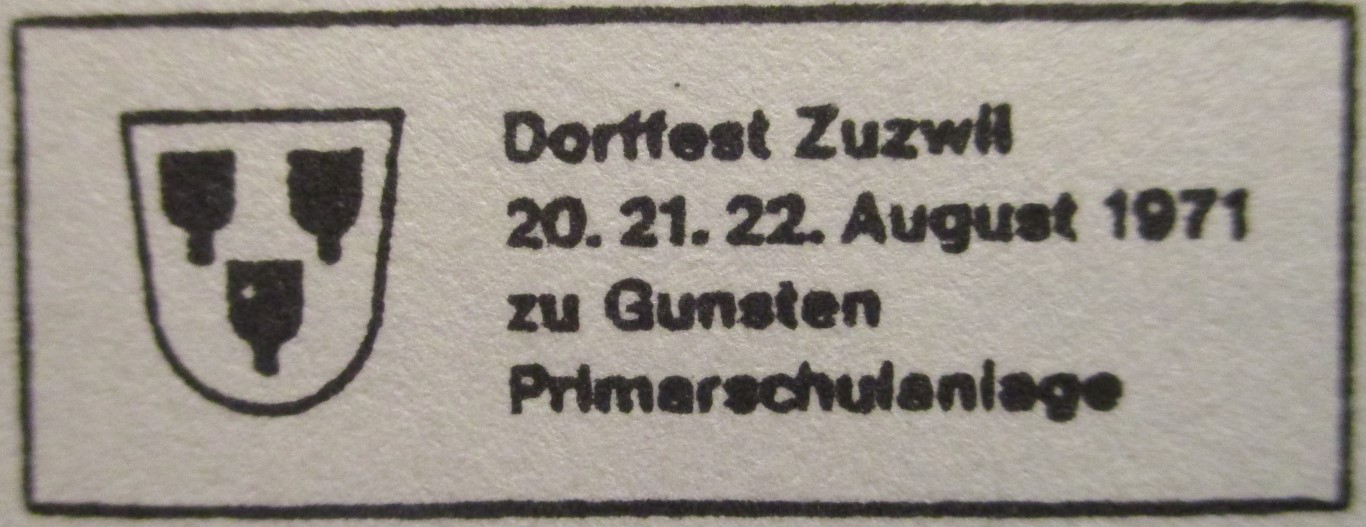 Dorffest Zuzwil
20. 21. 22. August 1971
zu Gunsten
Primarschulanlage